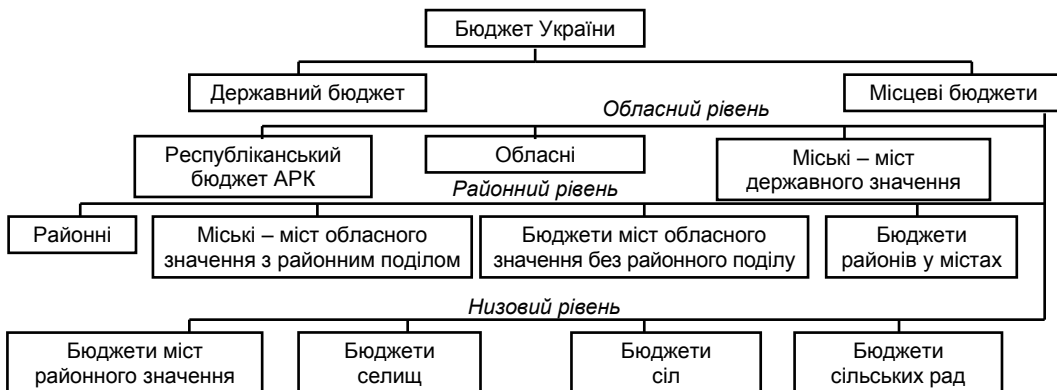 Бюджет України
Державний бюджет
Місцеві бюджети
Обласний рівень
Республіканський
бюджет АРК
Обласні
Міські – міст
державного значення
Районний рівень
Районні
Міські – міст обласного
значення з районним поділом
Бюджети міст обласного
значення без районного поділу
Бюджети
районів у містах
Низовий рівень
Бюджети міст
районного значення
Бюджети
селищ
Бюджети
сіл
Бюджети
сільських рад